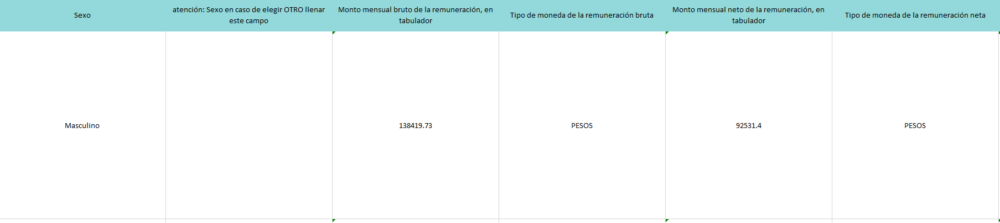 Sexo
atención: Sexo en caso de elegir OTRO llenar
este campo
Monto mensual bruto de la remuneración, en
tabulador
Tipo de moneda de la remuneración bruta
Monto mensual neto de la remuneración, en
tabulador
Tipo de moneda de la remuneración neta
Masculino
138419.73
PESOS
92531.4
PESOS